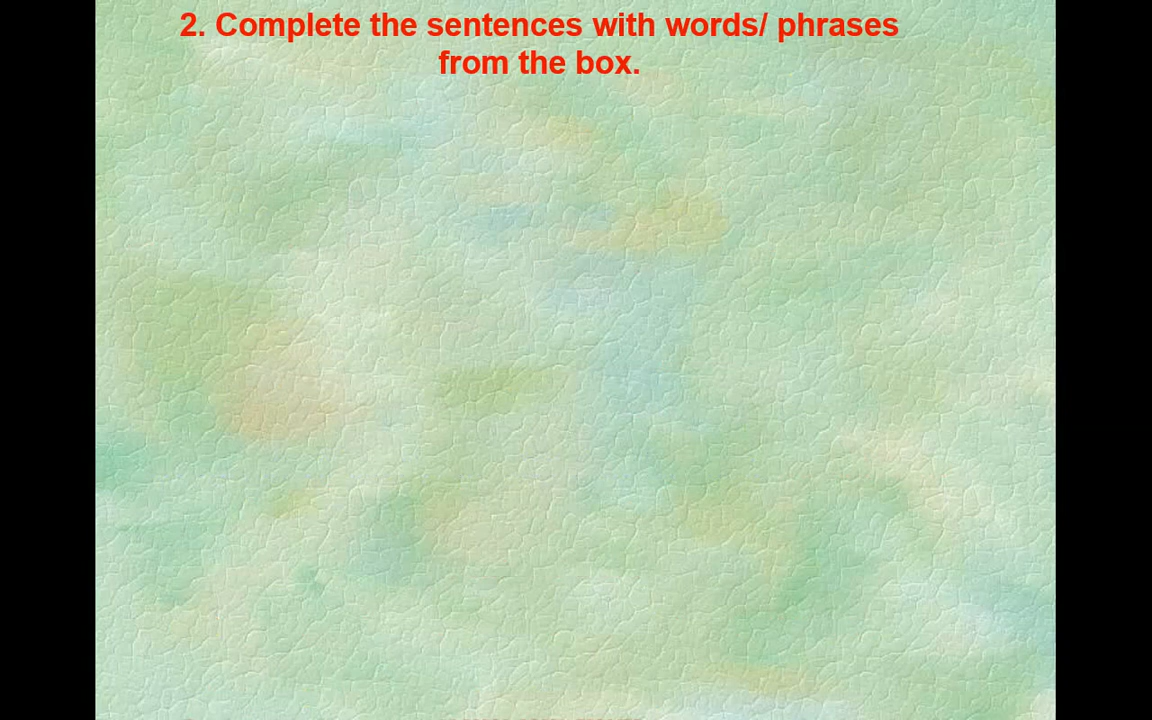 2. Complete the sentences with words/ phrases
from the box.